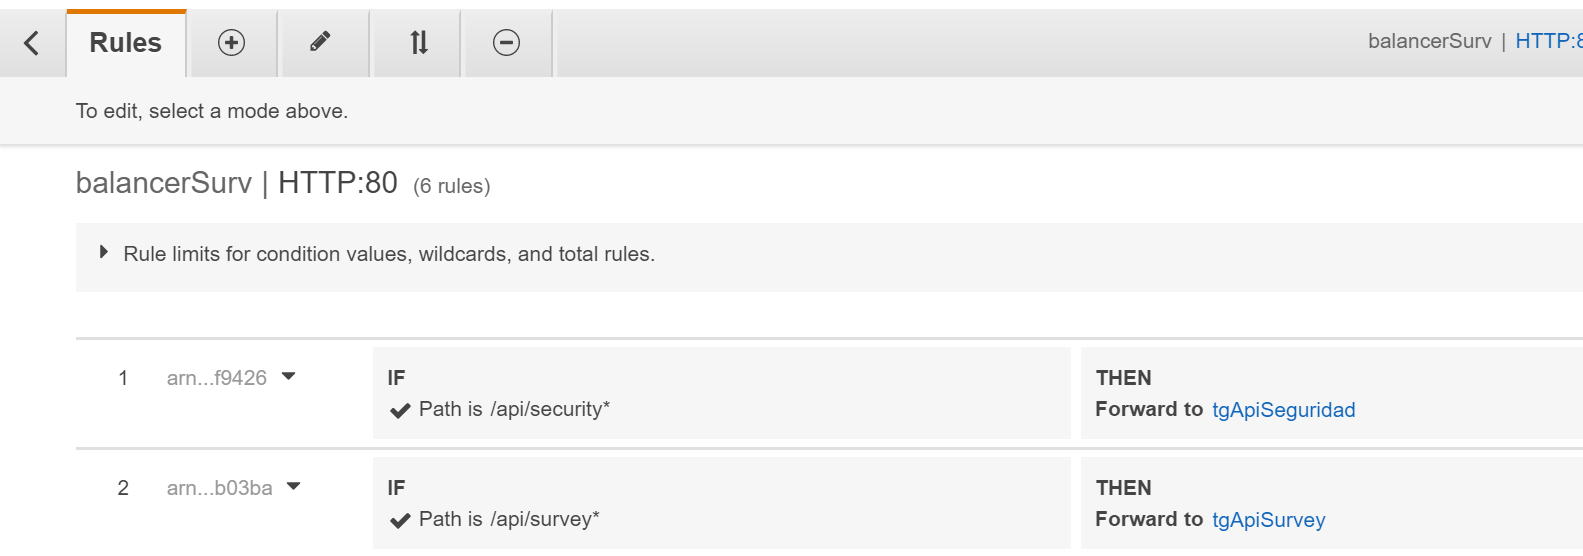 Rules
balancerSurv | HTTP:8
To edit, select a mode above.
balancerSurv | HTTP:80 (6 rules)
Rule limits for condition values, wildcards, and total rules.
1 arn...f9426 IF THEN
Path is /api/security* Forward to tgApiSeguridad
2 arn...b03ba IF THEN
Path is /api/survey* Forward to tgApiSurvey